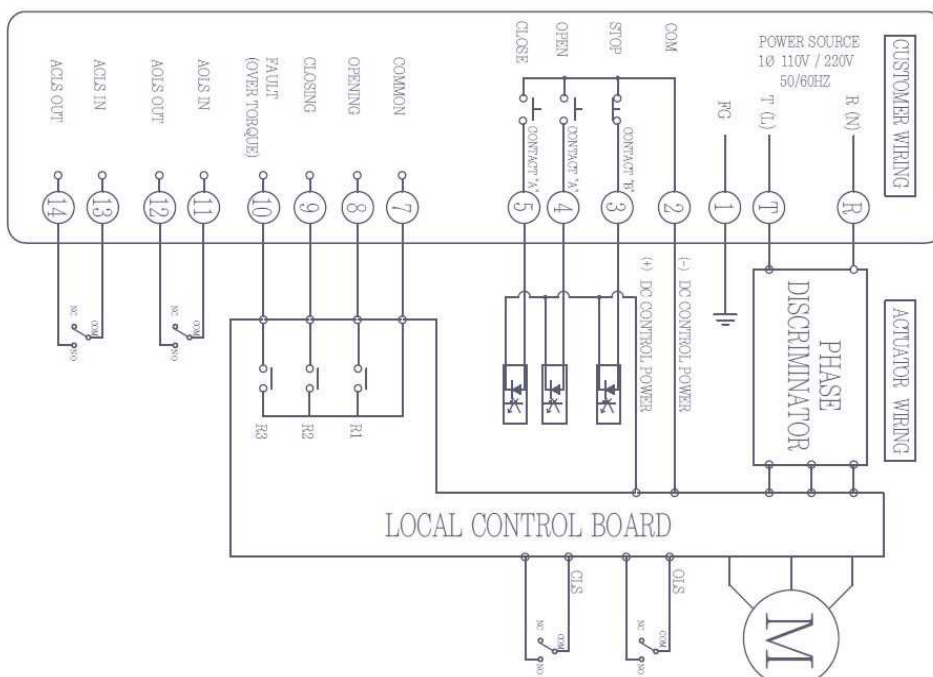 CUSTOMER WIRING
POWER SOURCE
1Ø 110V / 220V
50/60HZ
R (N)
T (L)
FG
COM
STOP
OPEN
CLOSE
COMMON
OPENING
CLOSING
FAULT
(OVER TORQUE)
AOLS IN
AOLS OUT
ACLS IN
ACLS OUT
CONTACT 'B'
CONTACT 'A'
CONTACT 'A'
R
T
1
2
3
4
5
7
8
9
10
11
12
13
14
ACTUATOR WIRING
PHASE
DISCRIMINATOR
(-) DC CONTROL POWER
(+) DC CONTROL POWER
COM
NC
NO
COM
NC
NO
R1
R2
R3
LOCAL CONTROL BOARD
OLS
CLS
COM
NC
NO
COM
NC
NO
M